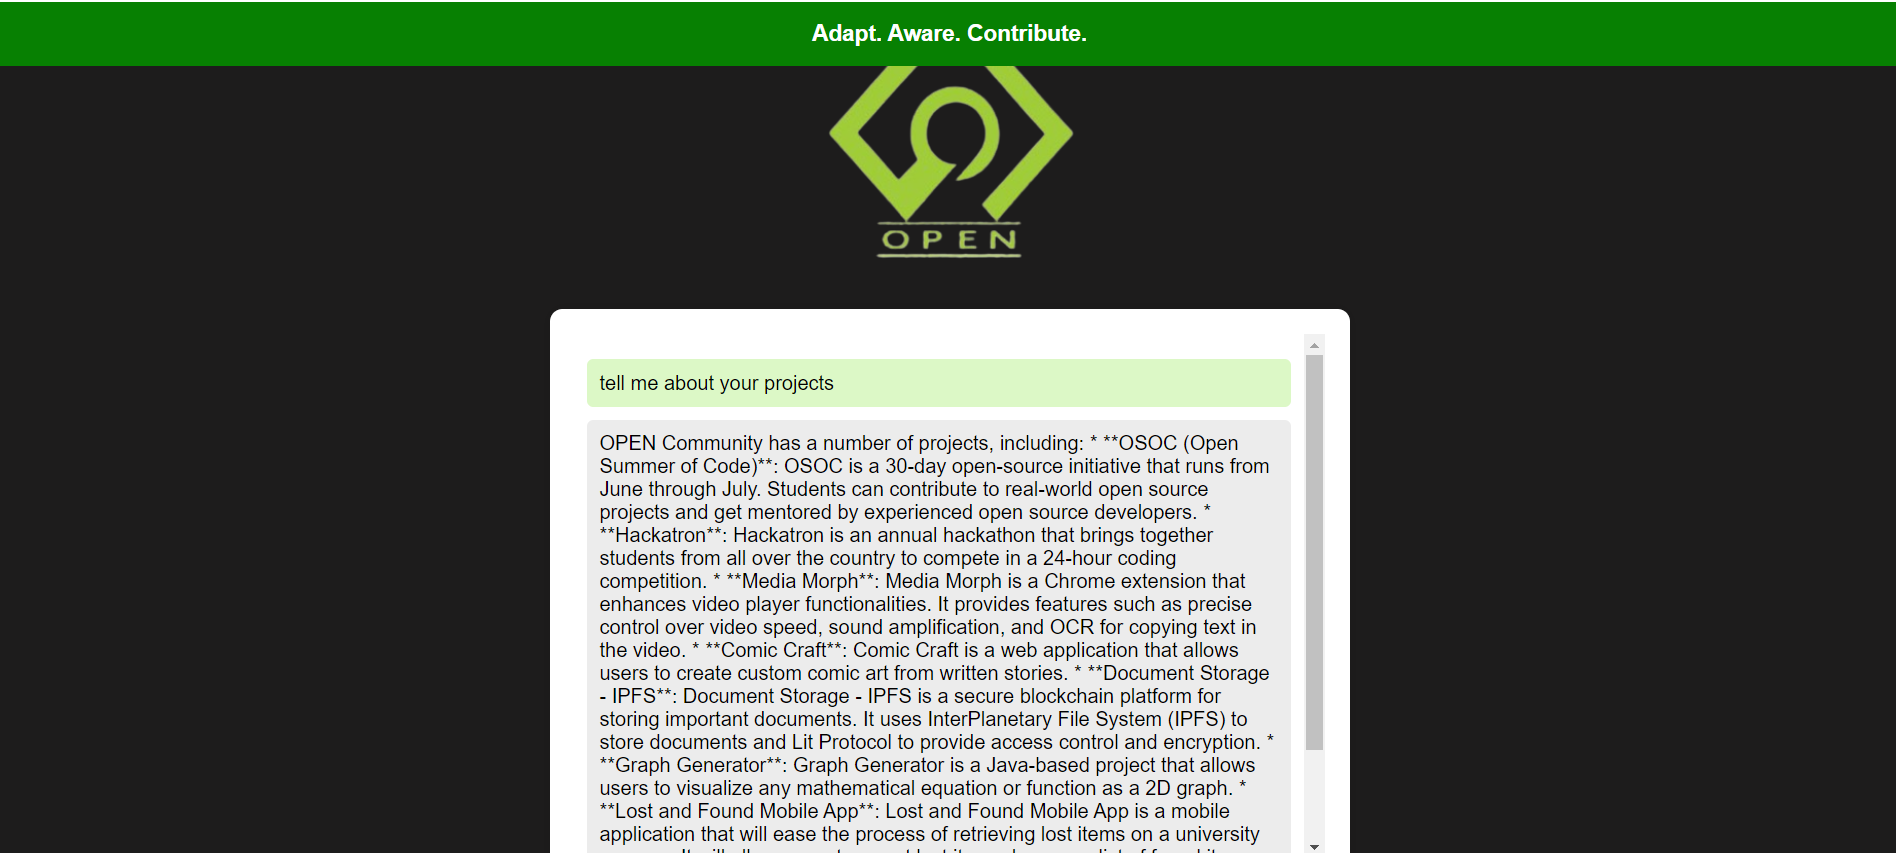 Adapt. Aware. Contribute.
OPEN
tell me about your projects
OPEN Community has a number of projects, including: * **OSOC (Open
Summer of Code)**: OSOC is a 30-day open-source initiative that runs from
June through July. Students can contribute to real-world open source
projects and get mentored by experienced open source developers. *
**Hackatron**: Hackatron is an annual hackathon that brings together
students from all over the country to compete in a 24-hour coding
competition. * **Media Morph**: Media Morph is a Chrome extension that
enhances video player functionalities. It provides features such as precise
control over video speed, sound amplification, and OCR for copying text in
the video. * **Comic Craft**: Comic Craft is a web application that allows
users to create custom comic art from written stories. * **Document Storage
- IPFS**: Document Storage - IPFS is a secure blockchain platform for
storing important documents. It uses InterPlanetary File System (IPFS) to
store documents and Lit Protocol to provide access control and encryption. *
**Graph Generator**: Graph Generator is a Java-based project that allows
users to visualize any mathematical equation or function as a 2D graph. *
**Lost and Found Mobile App**: Lost and Found Mobile App is a mobile
application that will ease the process of retrieving lost items on a university